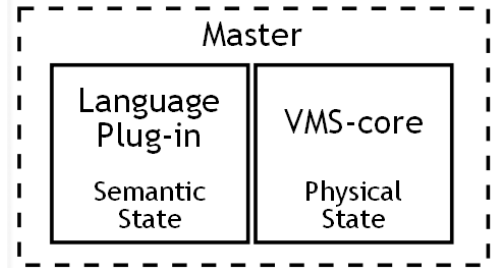 Master
Language
Plug-in
Semantic
State
VMS-core
Physical
State